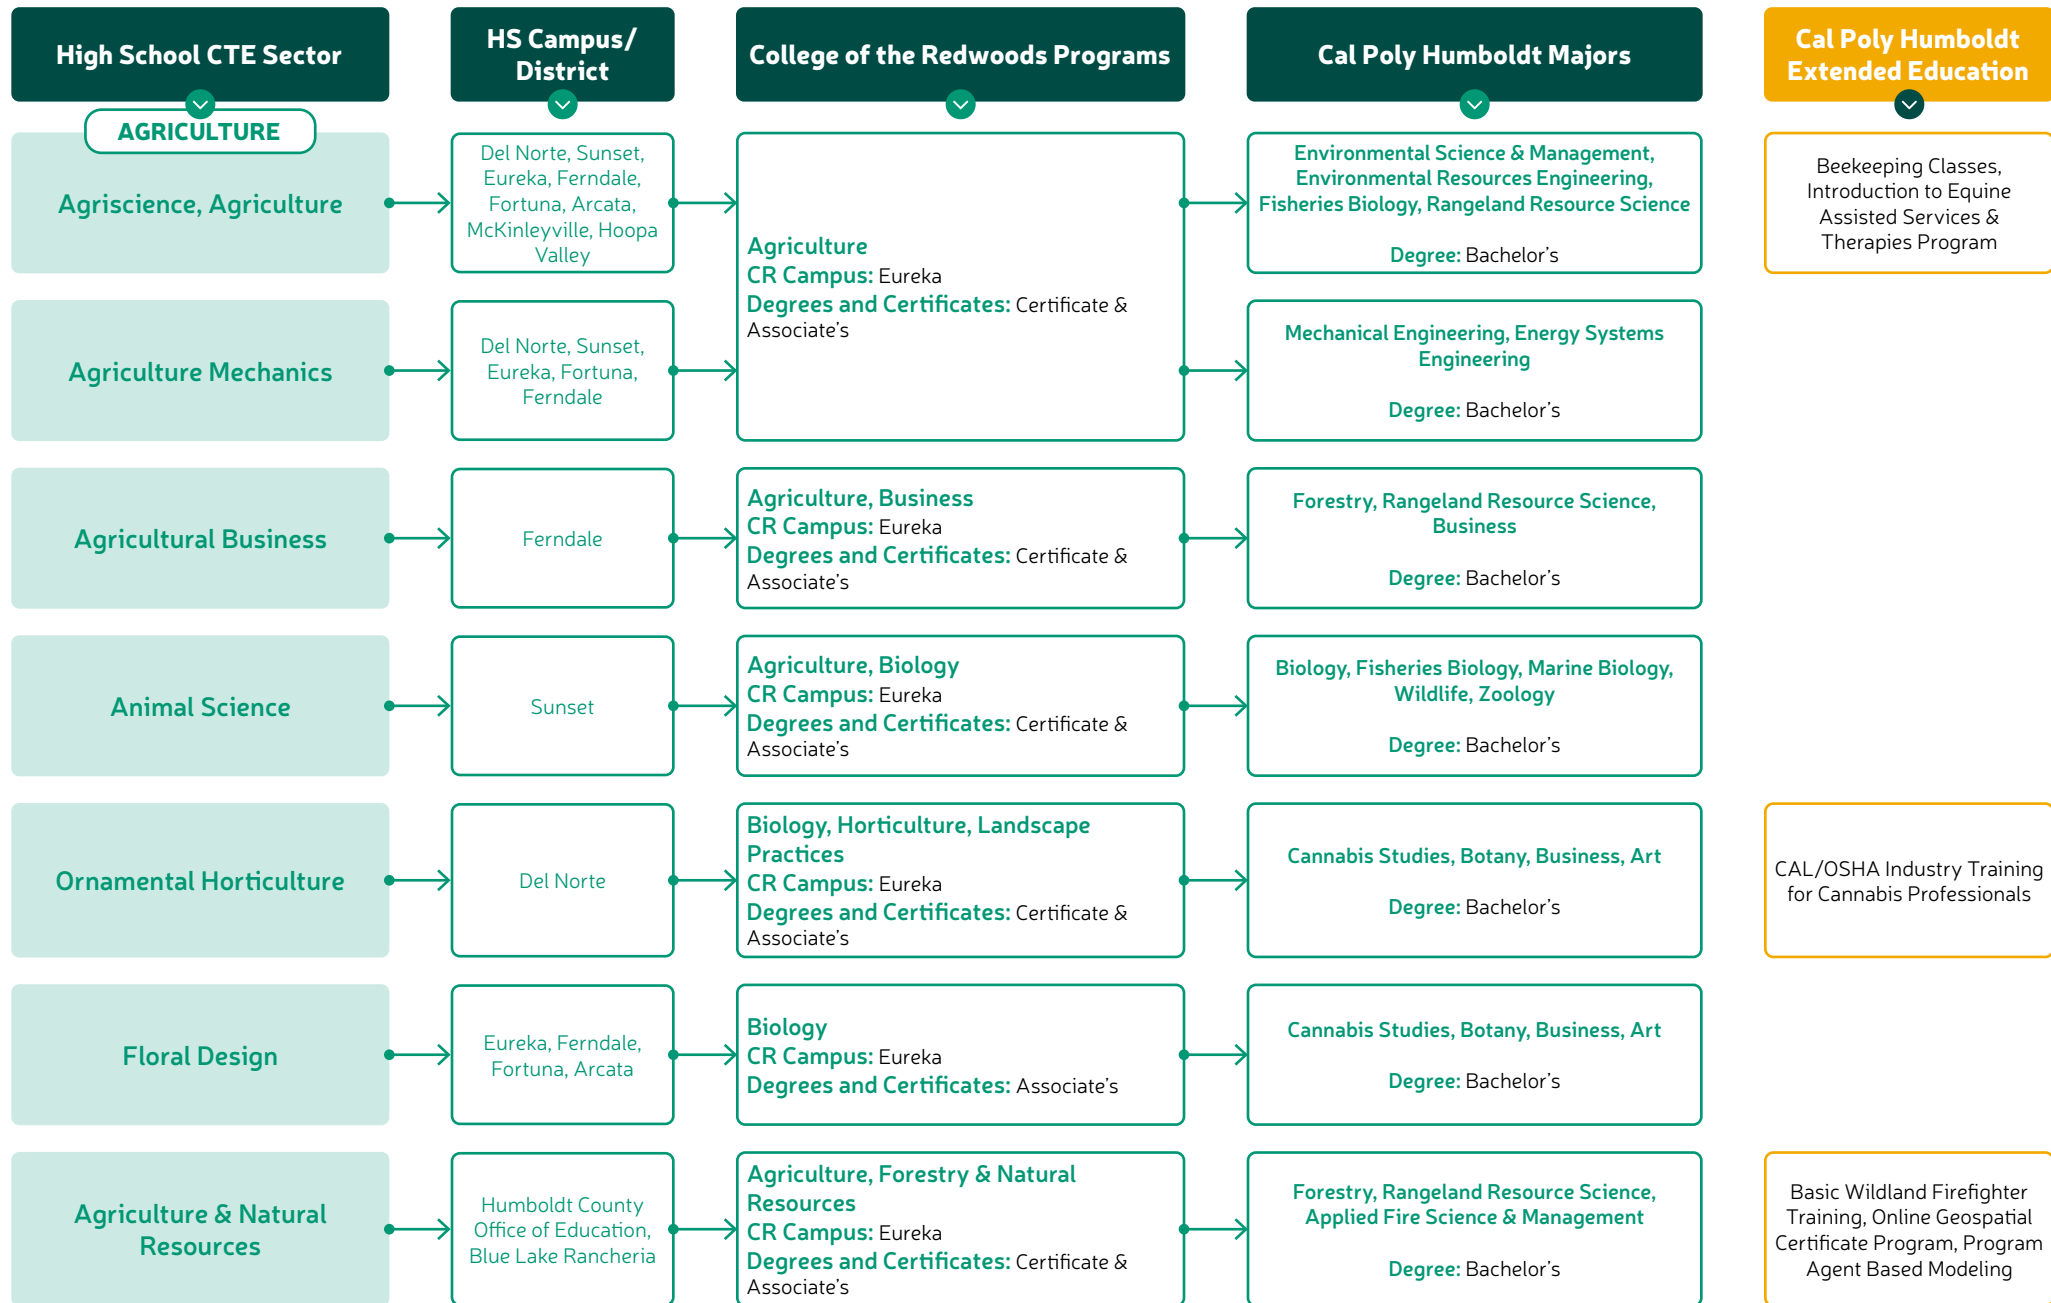 High School CTE Sector
HS Campus/
District
College of the Redwoods Programs
Cal Poly Humboldt Majors
Cal Poly Humboldt
Extended Education
AGRICULTURE
Agriscience, Agriculture
Del Norte, Sunset,
Eureka, Ferndale,
Fortuna, Arcata,
McKinleyville, Hoopa
Valley
Agriculture
CR Campus: Eureka
Degrees and Certificates: Certificate &
Associate's
Environmental Science & Management,
Environmental Resources Engineering,
Fisheries Biology, Rangeland Resource Science
Degree: Bachelor's
Beekeeping Classes,
Introduction to Equine
Assisted Services &
Therapies Program
Agriculture Mechanics
Del Norte, Sunset,
Eureka, Fortuna,
Ferndale
Mechanical Engineering, Energy Systems
Engineering
Degree: Bachelor's
Agricultural Business
Ferndale
Agriculture, Business
CR Campus: Eureka
Degrees and Certificates: Certificate &
Associate's
Forestry, Rangeland Resource Science,
Business
Degree: Bachelor's
Animal Science
Sunset
Agriculture, Biology
CR Campus: Eureka
Degrees and Certificates: Certificate &
Associate's
Biology, Fisheries Biology, Marine Biology,
Wildlife, Zoology
Degree: Bachelor's
Ornamental Horticulture
Del Norte
Biology, Horticulture, Landscape
Practices
CR Campus: Eureka
Degrees and Certificates: Certificate &
Associate's
Cannabis Studies, Botany, Business, Art
Degree: Bachelor's
CAL/OSHA Industry Training
for Cannabis Professionals
Floral Design
Eureka, Ferndale,
Fortuna, Arcata
Biology
CR Campus: Eureka
Degrees and Certificates: Associate's
Cannabis Studies, Botany, Business, Art
Degree: Bachelor's
Agriculture & Natural
Resources
Humboldt County
Office of Education,
Blue Lake Rancheria
Agriculture, Forestry & Natural
Resources
CR Campus: Eureka
Degrees and Certificates: Certificate &
Associate's
Forestry, Rangeland Resource Science,
Applied Fire Science & Management
Degree: Bachelor's
Basic Wildland Firefighter
Training, Online Geospatial
Certificate Program, Program
Agent Based Modeling